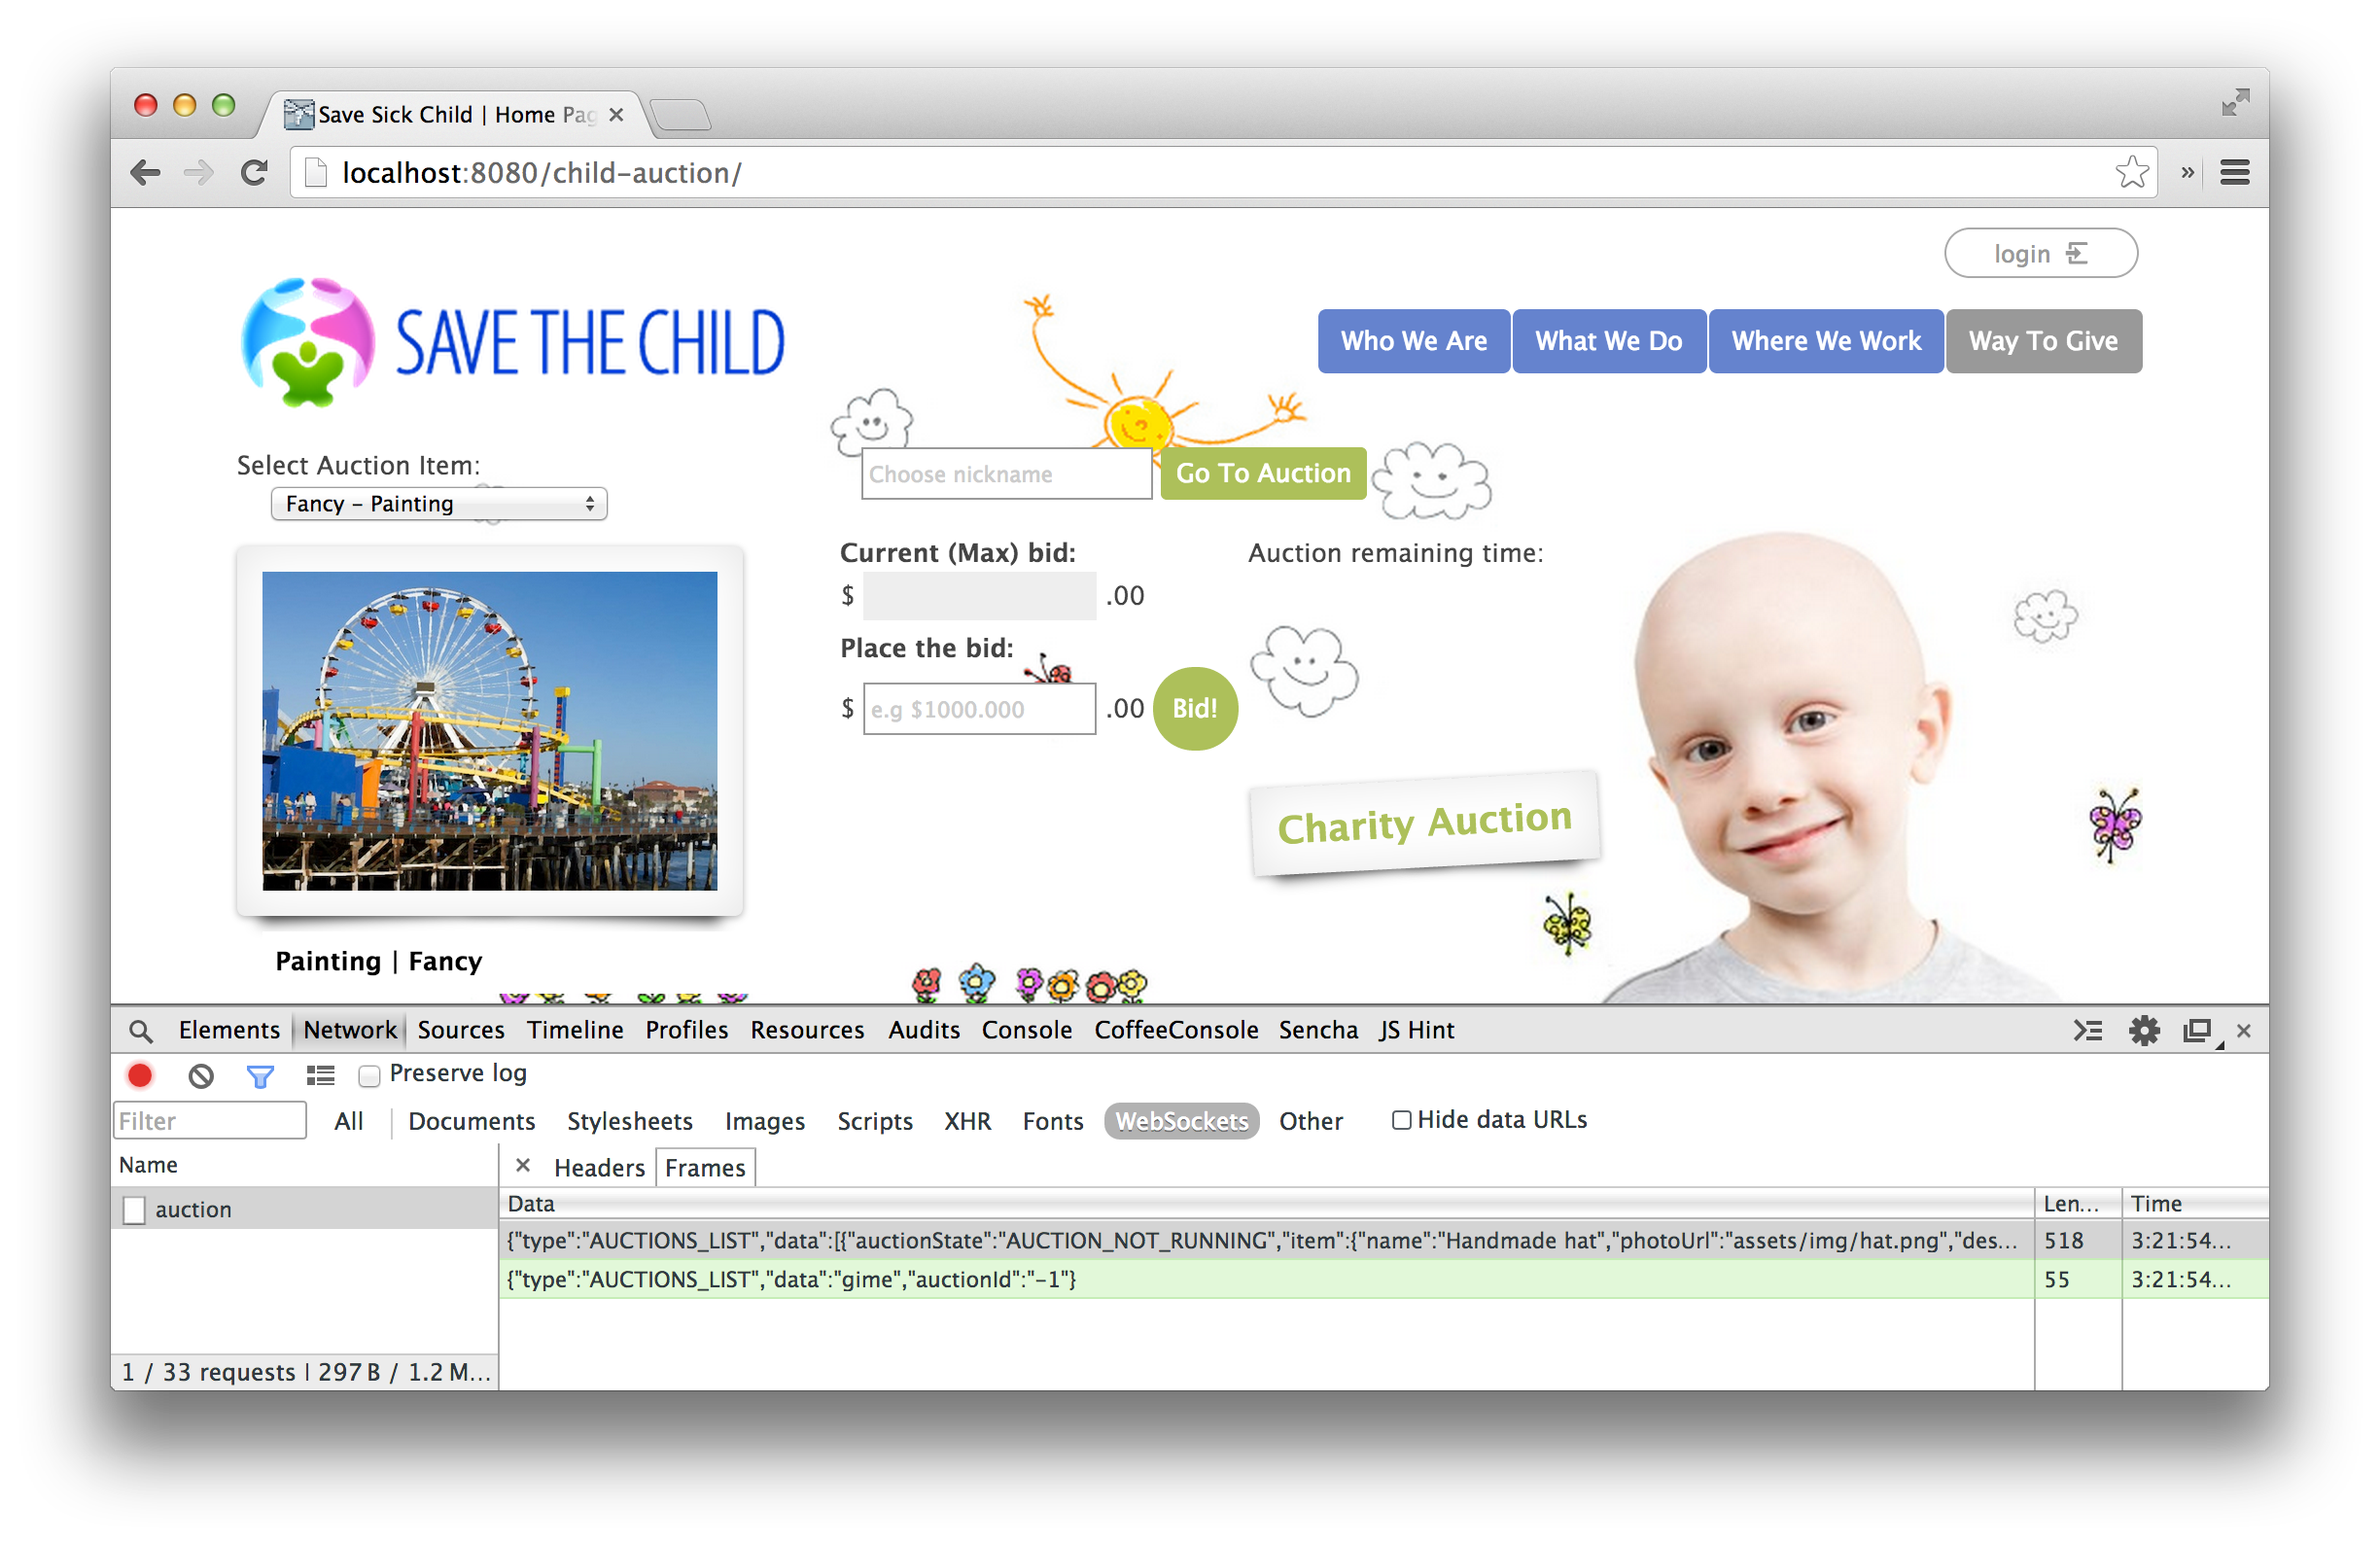 Save Sick Child | Home Pag
localhost:8080/child-auction/
login
SAVE THE CHILD
Who We Are What We Do Where We Work Way To Give
Select Auction Item:
Fancy – Painting
Choose nickname Go To Auction
Current (Max) bid: Auction remaining time:
$ .00
Place the bid:
$ e.g $1000.000 .00 Bid!
Charity Auction
Painting | Fancy
Elements Network Sources Timeline Profiles Resources Audits Console CoffeeConsole Sencha JS Hint
Preserve log
Filter All Documents Stylesheets Images Scripts XHR Fonts WebSockets Other Hide data URLs
Name Headers Frames
Data Len... Time
auction
{"type":"AUCTIONS_LIST","data":[{"auctionState":"AUCTION_NOT_RUNNING","item":{"name":"Handmade hat","photoUrl":"assets/img/hat.png","des... 518 3:21:54...
{"type":"AUCTIONS_LIST","data":"gime","auctionId":"-1"} 55 3:21:54...
1 / 33 requests | 297 B / 1.2 M...